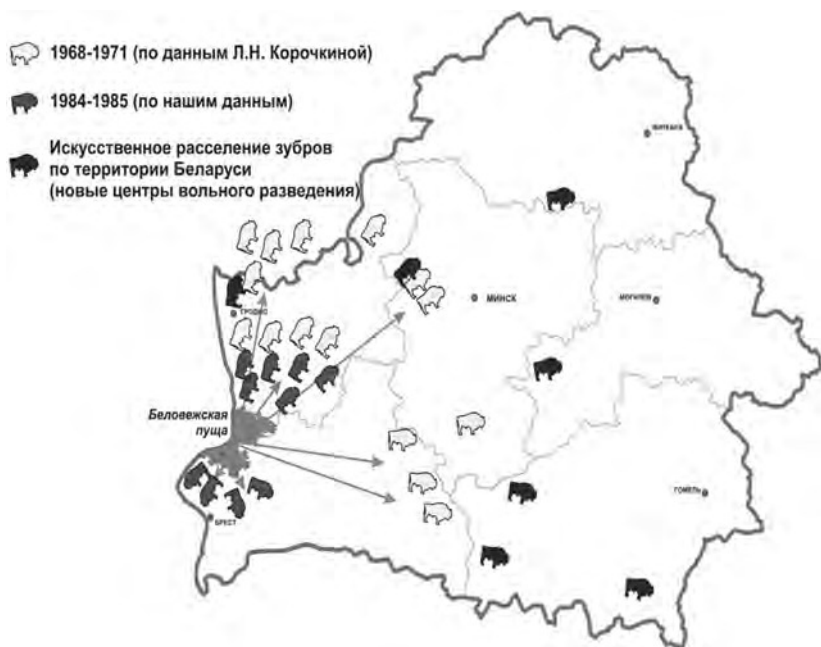 1968-1971 (по данным Л.Н. Корочкиной)
1984-1985 (по нашим данным)
Искусственное расселение зубров
по территории Беларуси
(новые центры вольного разведения)
ВИТЕБСК
ГРОДНО
МИНСК
МОГИЛЕВ
Беловежская
пуща
ГОМЕЛЬ
БРЕСТ